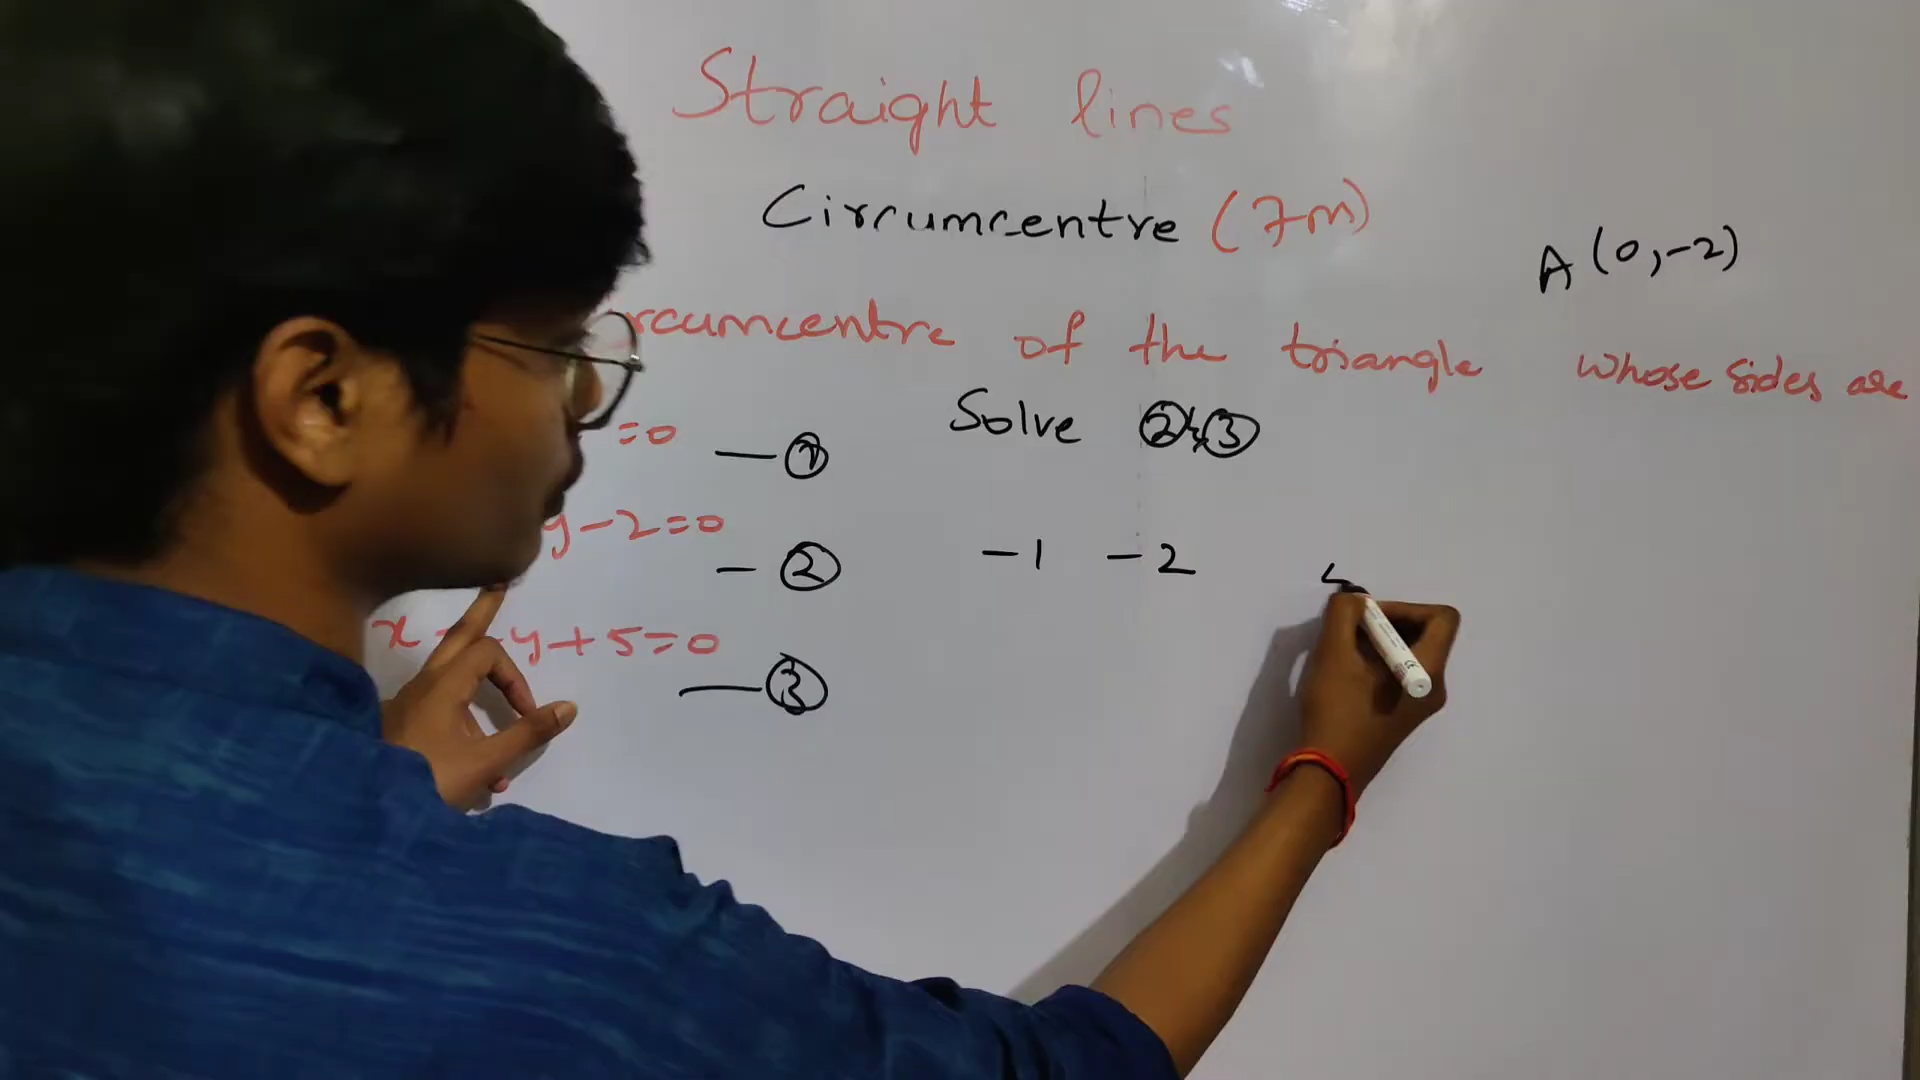 Straight lines
Circumcentre (7m)
A (0,-2)
rcumcentre of the triangle whose sides are
=0 — ①
Solve ② & ③
y-2=0 — ②
-1 -2
x y+5=0 — ③